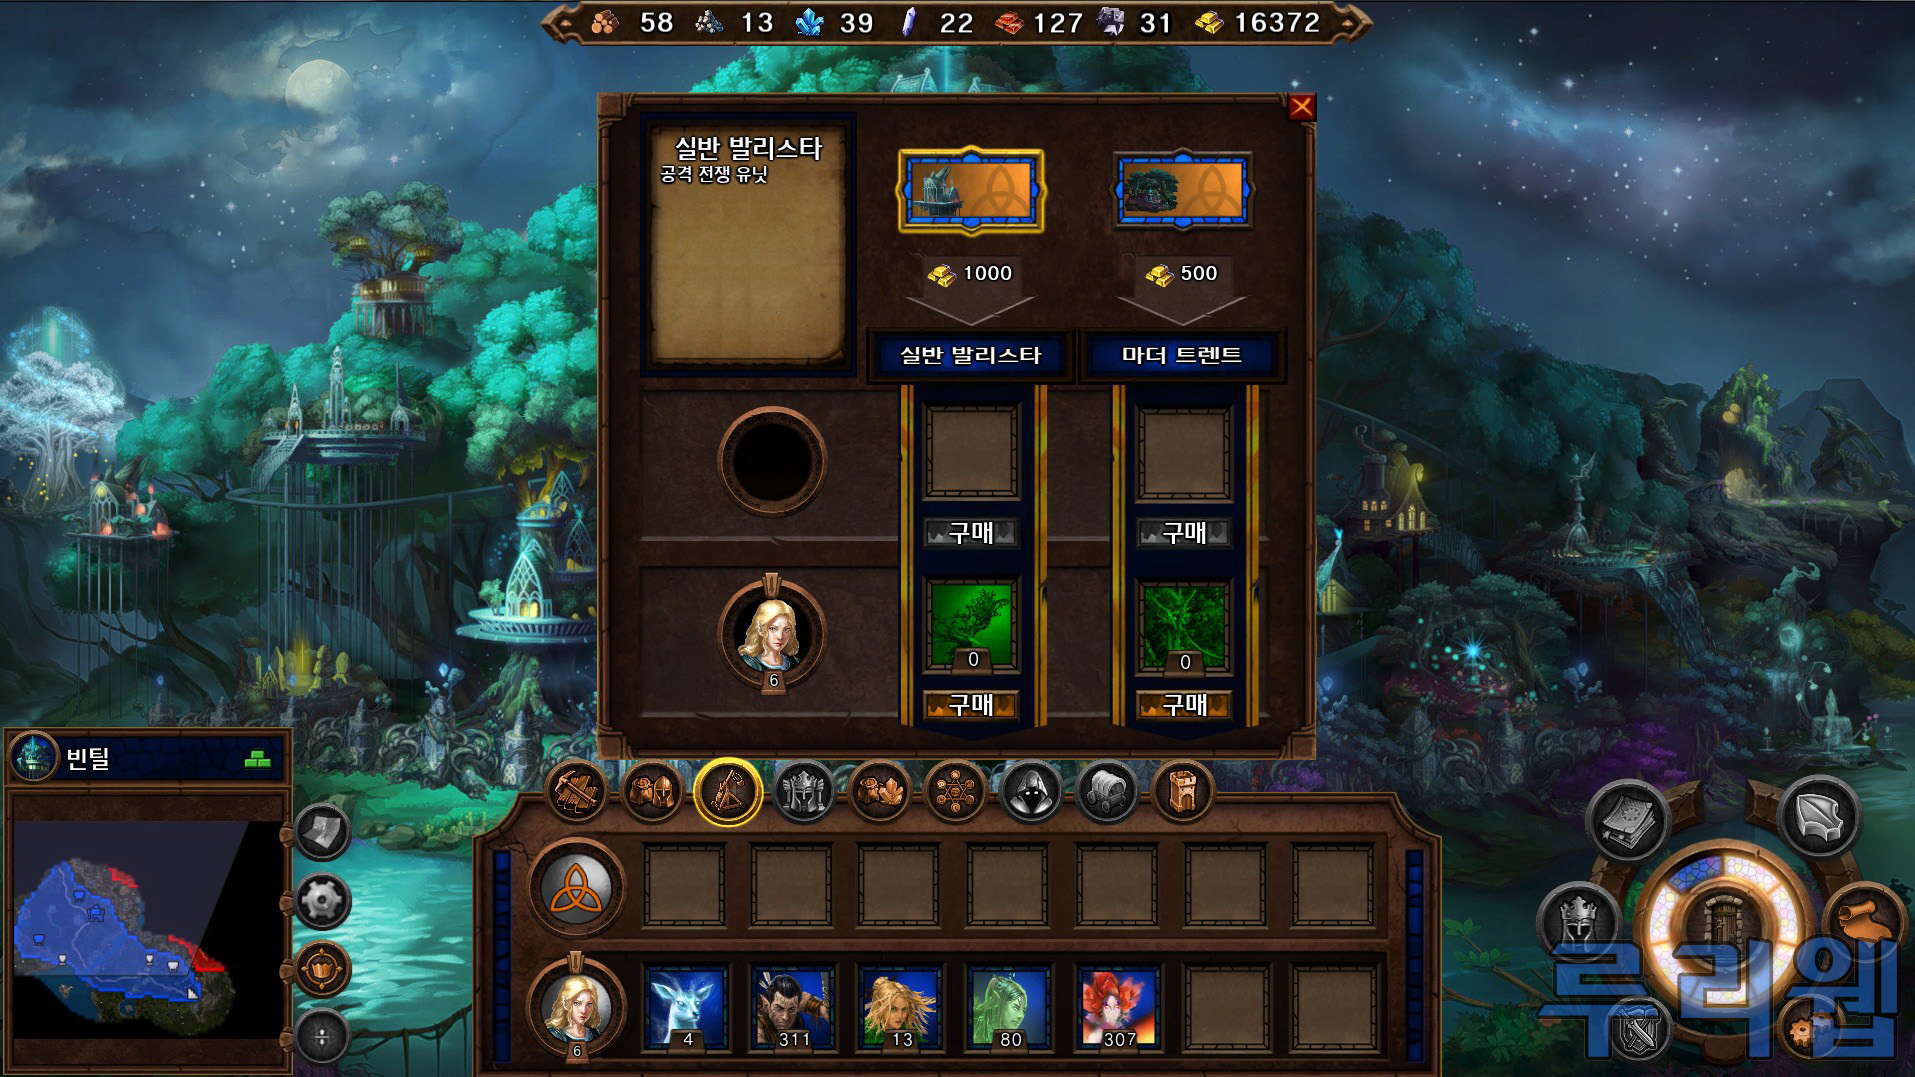 58 13 39 22 127 31 16372
실반 발리스타
공격 전쟁 유닛
1000 500
실반 발리스타 마더 트렌트
구매 구매
0 0
6
구매 구매
빈틸
4 311 13 80 307
6
루리웹